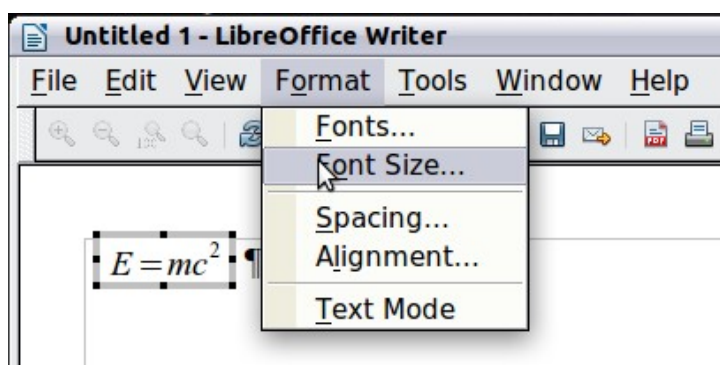 Untitled 1 - LibreOffice Writer
File Edit View Format Tools Window Help
Fonts...
Font Size...
Spacing...
Alignment...
Text Mode
E=mc² ¶
PDF